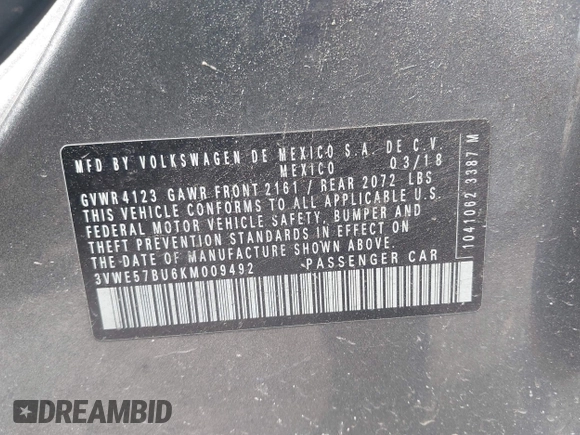 MFD BY VOLKSWAGEN DE MEXICO S.A. DE C.V.
MEXICO 03/18
GVWR 4123 GAWR FRONT 2161 / REAR 2072 LBS
THIS VEHICLE CONFORMS TO ALL APPLICABLE U.S.
FEDERAL MOTOR VEHICLE SAFETY, BUMPER AND
THEFT PREVENTION STANDARDS IN EFFECT ON
THE DATE OF MANUFACTURE SHOWN ABOVE.
3VWE57BU6KM009492 PASSENGER CAR
1041062 3387 M
DREAMBID